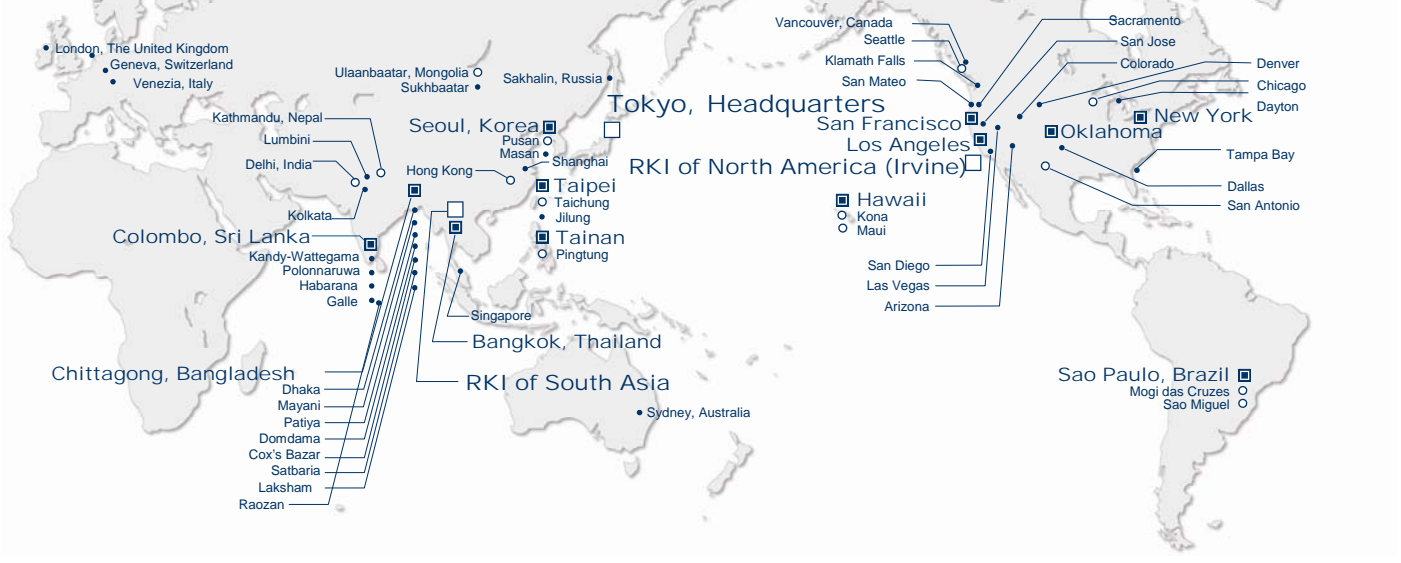 London, The United Kingdom
Geneva, Switzerland
Venezia, Italy
Ulaanbaatar, Mongolia
Sukhbaatar
Sakhalin, Russia
Kathmandu, Nepal
Lumbini
Delhi, India
Kolkata
Seoul, Korea
Pusan
Masan
Shanghai
Hong Kong
Tokyo, Headquarters
Taipei
Taichung
Jilung
Tainan
Pingtung
Colombo, Sri Lanka
Kandy-Wattegama
Polonnaruwa
Habarana
Galle
Singapore
Bangkok, Thailand
RKI of South Asia
Chittagong, Bangladesh
Dhaka
Mayani
Patiya
Domdama
Cox's Bazar
Satbaria
Laksham
Raozan
Sydney, Australia
Vancouver, Canada
Seattle
Klamath Falls
San Mateo
San Francisco
Los Angeles
RKI of North America (Irvine)
Hawaii
Kona
Maui
San Diego
Las Vegas
Arizona
Sacramento
San Jose
Colorado
Denver
Chicago
Dayton
New York
Oklahoma
Tampa Bay
Dallas
San Antonio
Sao Paulo, Brazil
Mogi das Cruzes
Sao Miguel